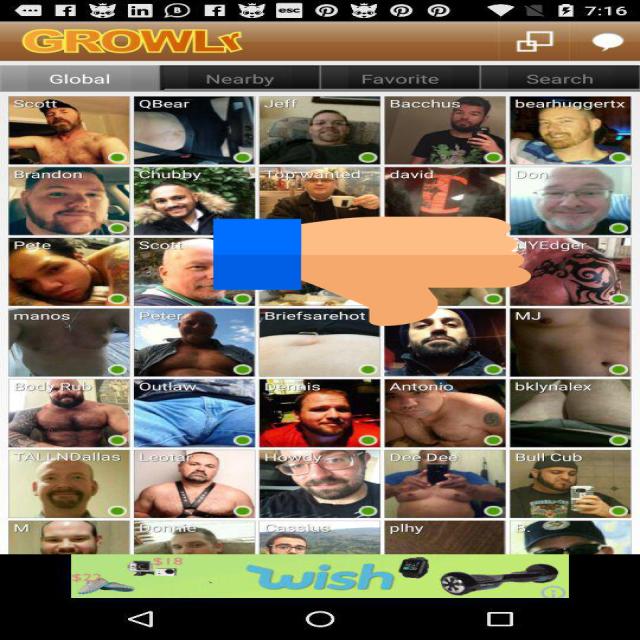 esc
7:16
GROWLr
Global
Nearby
Favorite
Search
Scott
QBear
Jeff
Bacchus
bearhuggertx
Brandon
Chubby
Top wanted
david
Don
Pete
Scott
NYEdger
manos
Peter
Briefsarehot
MJ
Body Rub
Outlaw
Dennis
Antonio
bklynalex
TALLNDallas
Leotar
Howdy
Dee Dee
Bull Cub
M
Donnie
Cassius
plhy
B.
$22
$18
wish